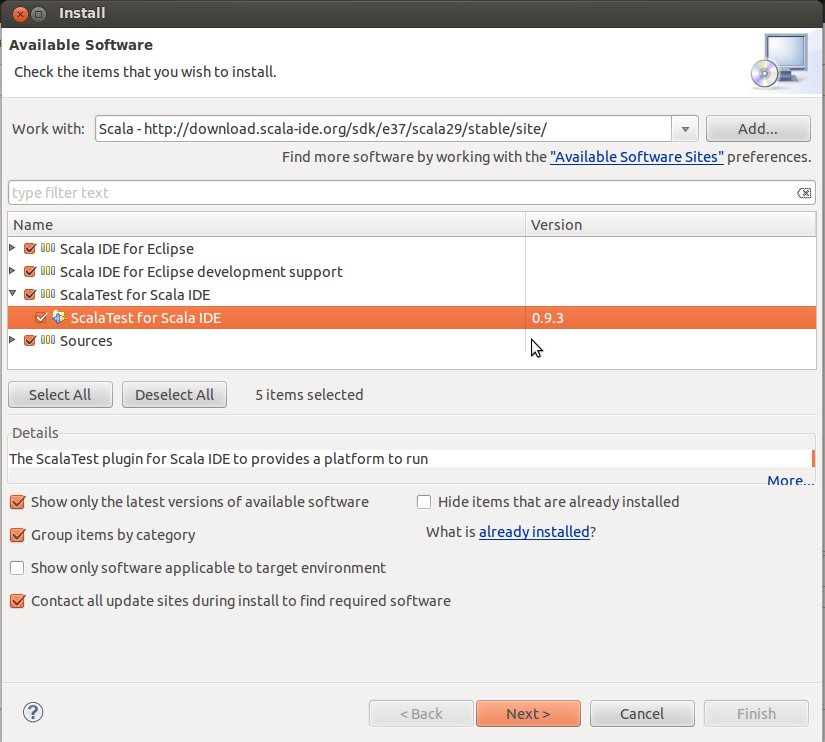 Install
Available Software
Check the items that you wish to install.
Work with: Scala - http://download.scala-ide.org/sdk/e37/scala29/stable/site/ Add...
Find more software by working with the "Available Software Sites" preferences.
type filter text
Name Version
Scala IDE for Eclipse
Scala IDE for Eclipse development support
ScalaTest for Scala IDE
ScalaTest for Scala IDE 0.9.3
Sources
Select All Deselect All 5 items selected
Details
The ScalaTest plugin for Scala IDE to provides a platform to run
More...
Show only the latest versions of available software Hide items that are already installed
Group items by category What is already installed?
Show only software applicable to target environment
Contact all update sites during install to find required software
? < Back Next > Cancel Finish